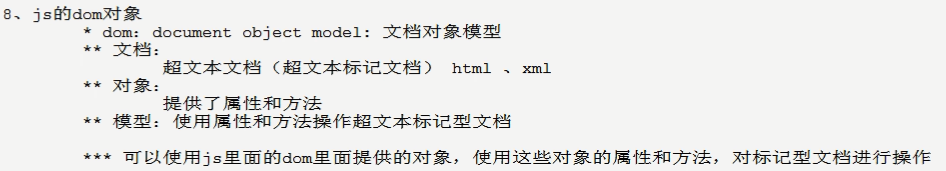 8、js的dom对象
* dom: document object model: 文档对象模型
** 文档:
超文本文档（超文本标记文档） html 、xml
** 对象:
提供了属性和方法
** 模型: 使用属性和方法操作超文本标记型文档
*** 可以使用js里面的dom里面提供的对象，使用这些对象的属性和方法，对标记型文档进行操作